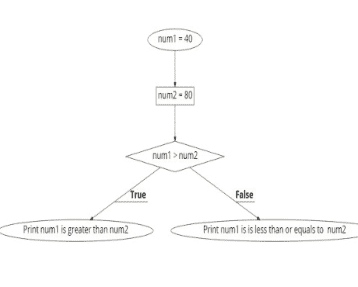 num1 = 40
num2 = 80
num1 > num2
True
False
Print num1 is greater than num2
Print num1 is is less than or equals to num2